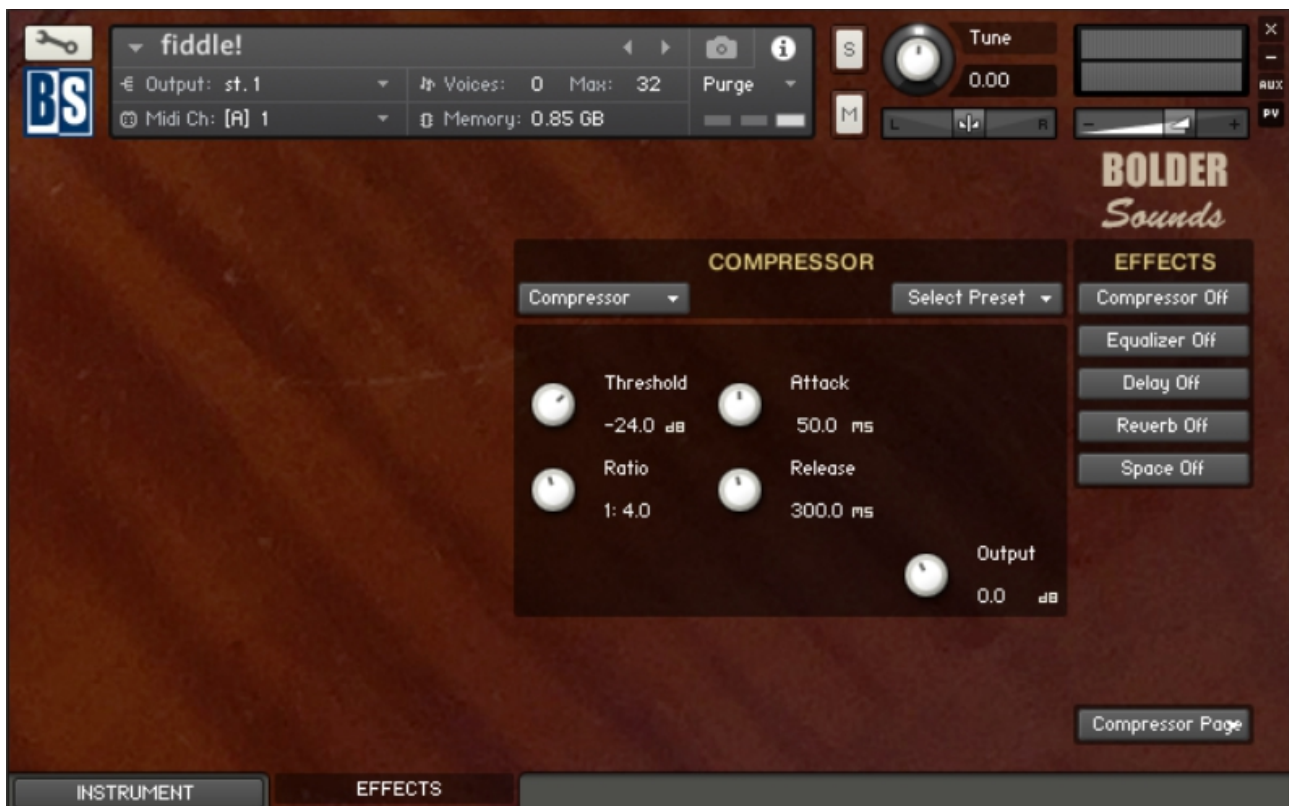 fiddle!
S
Tune
x
-
Output: st. 1
Voices: 0 Max: 32
Purge
0.00
AUX
BS
Midi Ch: [A] 1
Memory: 0.85 GB
M
L R
- +
PV
BOLDER
Sounds
COMPRESSOR
EFFECTS
Compressor
Select Preset
Compressor Off
Equalizer Off
Threshold
Attack
Delay Off
-24.0 dB
50.0 ms
Reverb Off
Ratio
Release
Space Off
1: 4.0
300.0 ms
Output
0.0 dB
Compressor Page
INSTRUMENT
EFFECTS